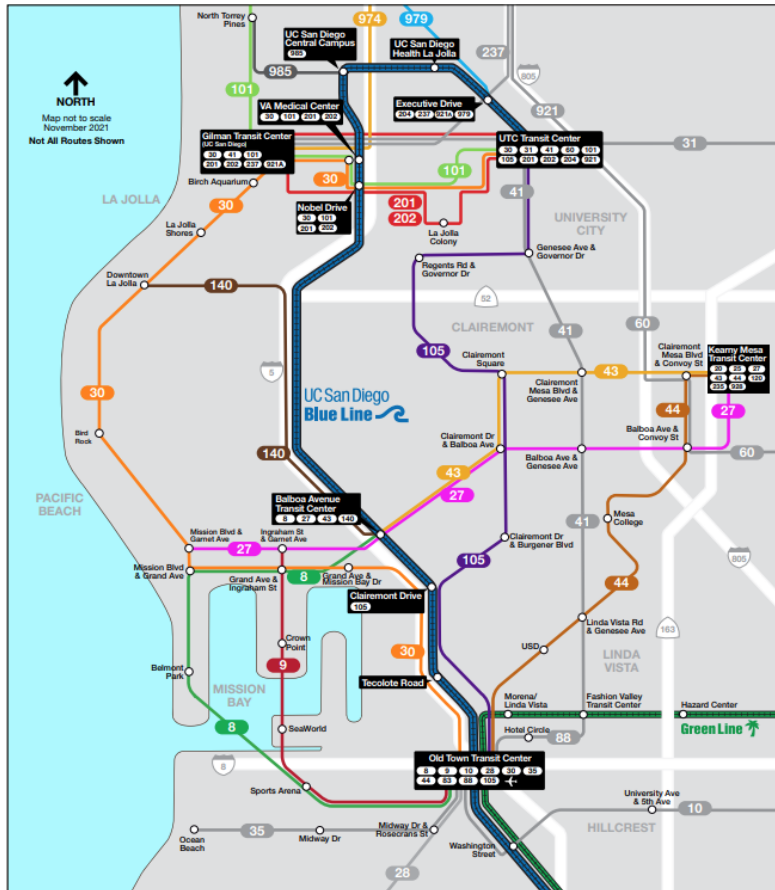 North Torrey
Pines
UC San Diego
Central Campus
985
UC San Diego
Health La Jolla
974
979
237
805
NORTH
Map not to scale
November 2021
Not All Routes Shown
985
101
VA Medical Center
30 101 201 202
Executive Drive
204 237 921A 979
921
Gilman Transit Center
(UC San Diego)
30 41 101
201 202 237 921A
UTC Transit Center
30 31 41 60 101
105 201 202 204 921
31
Birch Aquarium
30
101
41
LA JOLLA
30
Nobel Drive
30 101
201 202
201
202
La Jolla
Colony
UNIVERSITY
CITY
La Jolla
Shores
Regents Rd &
Governor Dr
Genesee Ave &
Governor Dr
Downtown
La Jolla
140
52
60
CLAIREMONT
41
105
Clairemont
Square
Clairemont
Mesa Blvd
& Convoy St
Kearny Mesa
Transit Center
20 25 27
43 44 120
235 928
5
43
Clairemont
Mesa Blvd &
Genesee Ave
30
UC San Diego
Blue Line
44
27
Bird
Rock
Clairemont Dr
& Balboa Ave
Balboa Ave &
Genesee Ave
Balboa Ave &
Convoy St
140
43
27
60
PACIFIC
BEACH
Balboa Avenue
Transit Center
8 27 43 140
Mesa
College
41
Mission Blvd
& Garnet Ave
Ingraham St
& Garnet Ave
27
Clairemont Dr
& Burgener Blvd
105
805
Mission Blvd
& Grand Ave
Grand Ave &
Ingraham St
8
Grand Ave &
Mission Bay Dr
44
Clairemont Drive
105
Linda Vista Rd
& Genesee Ave
163
Crown
Point
30
USD
LINDA
VISTA
Belmont
Park
9
MISSION
BAY
Tecolote Road
Morena/
Linda Vista
Fashion Valley
Transit Center
Hazard Center
8
SeaWorld
Hotel Circle
88
Green Line
8
Old Town Transit Center
8 9 10 28 30 35
44 83 88 105
Sports Arena
University Ave
& 5th Ave
10
Ocean
Beach
35
Midway Dr
Midway Dr &
Rosecrans St
HILLCREST
Washington
Street
28